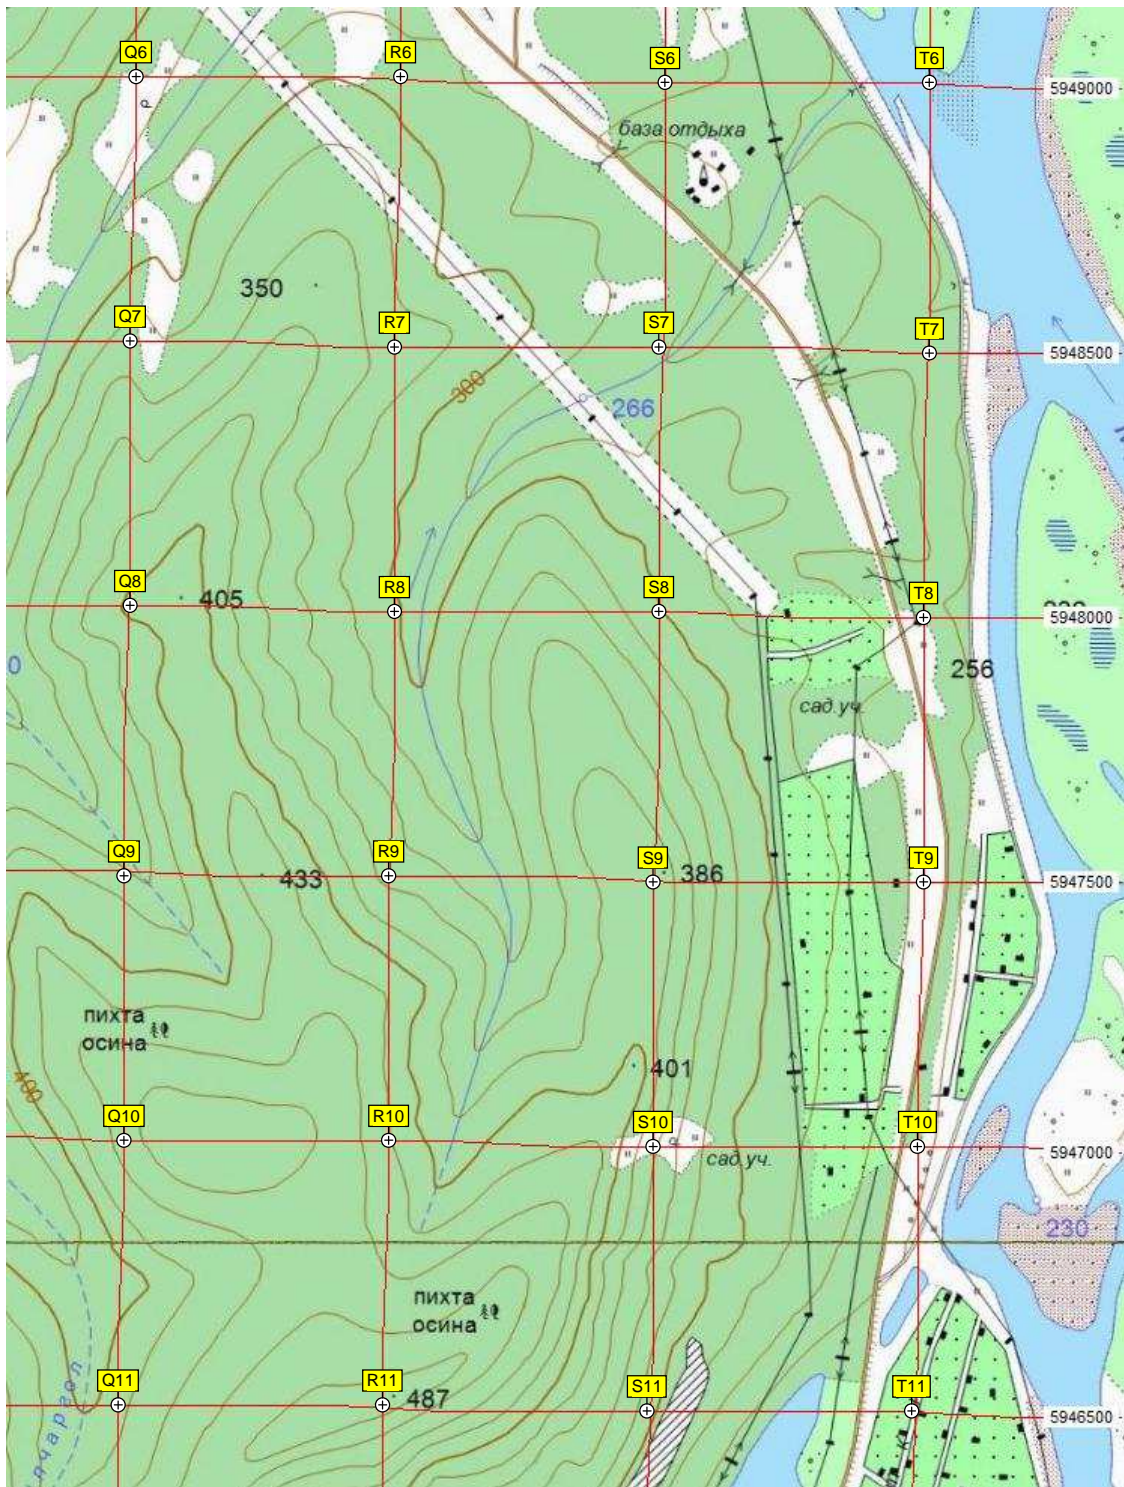 Q6
R6
S6
T6
5949000
р
база отдыха
350
Q7
R7
S7
T7
5948500
300
266
Q8
405
R8
S8
T8
5948000
0
256
сад.уч.
Q9
433
R9
S9
386
T9
5947500
пихта
осина
400
401
Q10
R10
S10
T10
5947000
сад.уч.
230
пихта
осина
Q11
R11
487
S11
T11
5946500